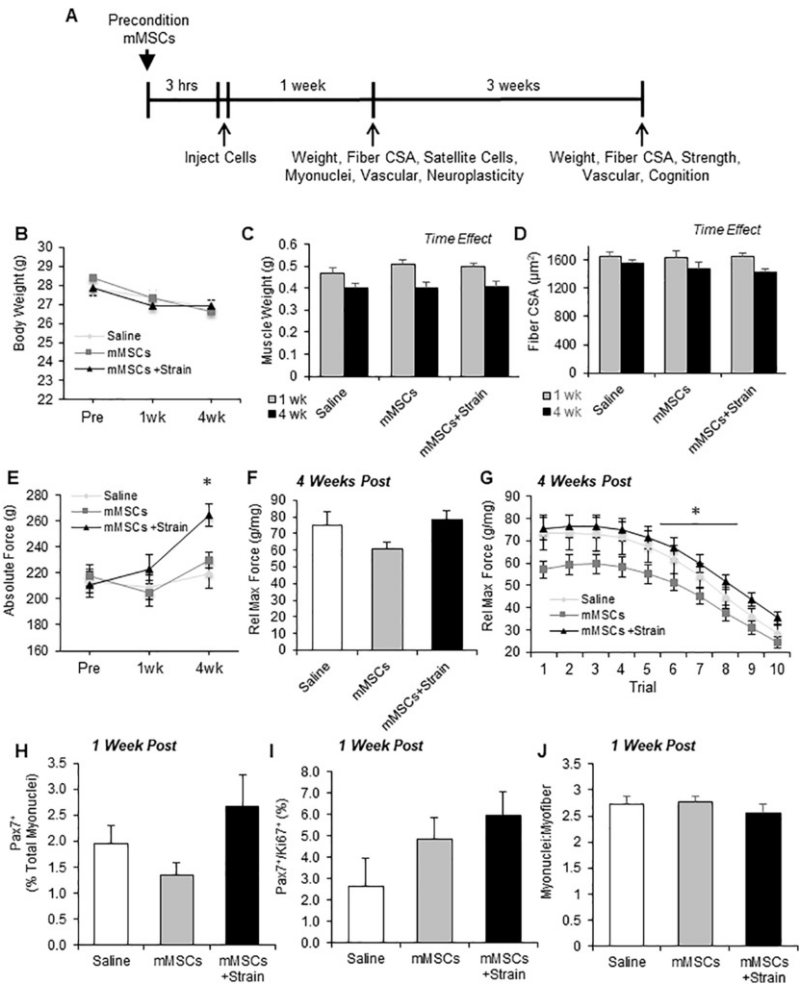 A
Precondition
mMSCs
3 hrs
1 week
3 weeks
Inject Cells
Weight, Fiber CSA, Satellite Cells,
Myonuclei, Vascular, Neuroplasticity
Weight, Fiber CSA, Strength,
Vascular, Cognition
B
Body Weight (g)
30
29
28
27
26
25
24
23
22
Saline
mMSCs
mMSCs +Strain
Pre
1wk
4wk
C
Time Effect
Muscle Weight (g)
0.6
0.5
0.4
0.3
0.2
0.1
0
1 wk
4 wk
Saline
mMSCs
mMSCs+Strain
D
Time Effect
Fiber CSA (µm²)
1600
1200
800
400
0
1 wk
4 wk
Saline
mMSCs
mMSCs+Strain
E
Absolute Force (g)
280
260
240
220
200
180
160
Saline
mMSCs
mMSCs +Strain
*
Pre
1wk
4wk
F
4 Weeks Post
Rel Max Force (g/mg)
90
80
70
60
50
40
30
20
10
0
Saline
mMSCs
mMSCs+Strain
G
4 Weeks Post
Rel Max Force (g/mg)
90
80
70
60
50
40
30
20
*
Saline
mMSCs
mMSCs +Strain
1 2 3 4 5 6 7 8 9 10
Trial
H
1 Week Post
Pax7⁺
(% Total Myonuclei)
3.5
3.0
2.5
2.0
1.5
1.0
0.5
0.0
Saline
mMSCs
mMSCs
+Strain
I
1 Week Post
Pax7⁺/Ki67⁺ (%)
8.0
7.0
6.0
5.0
4.0
3.0
2.0
1.0
0.0
Saline
mMSCs
mMSCs
+Strain
J
1 Week Post
Myonuclei:Myofiber
3.5
3
2.5
2
1.5
1
0.5
0
Saline
mMSCs
mMSCs
+Strain